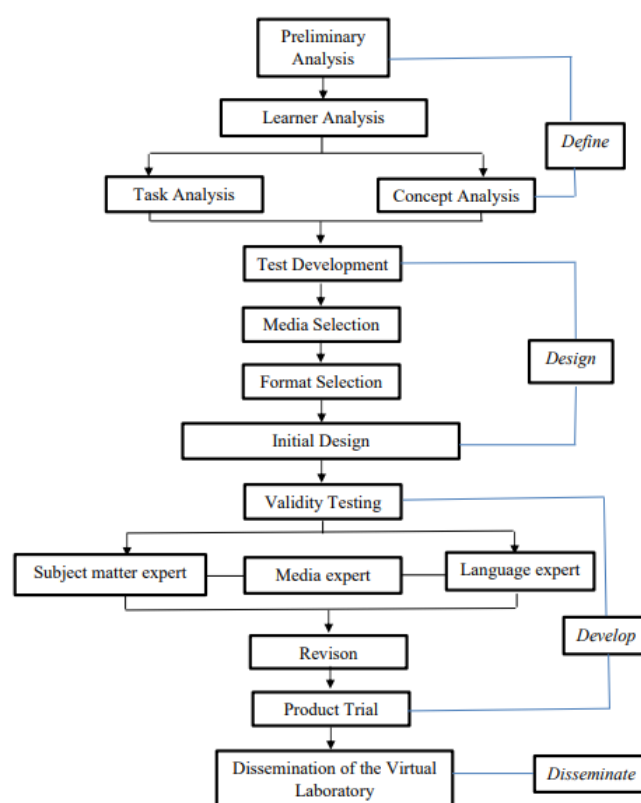 Preliminary
Analysis
Learner Analysis
Define
Task Analysis
Concept Analysis
Test Development
Media Selection
Design
Format Selection
Initial Design
Validity Testing
Subject matter expert
Media expert
Language expert
Develop
Revison
Product Trial
Dissemination of the Virtual
Laboratory
Disseminate